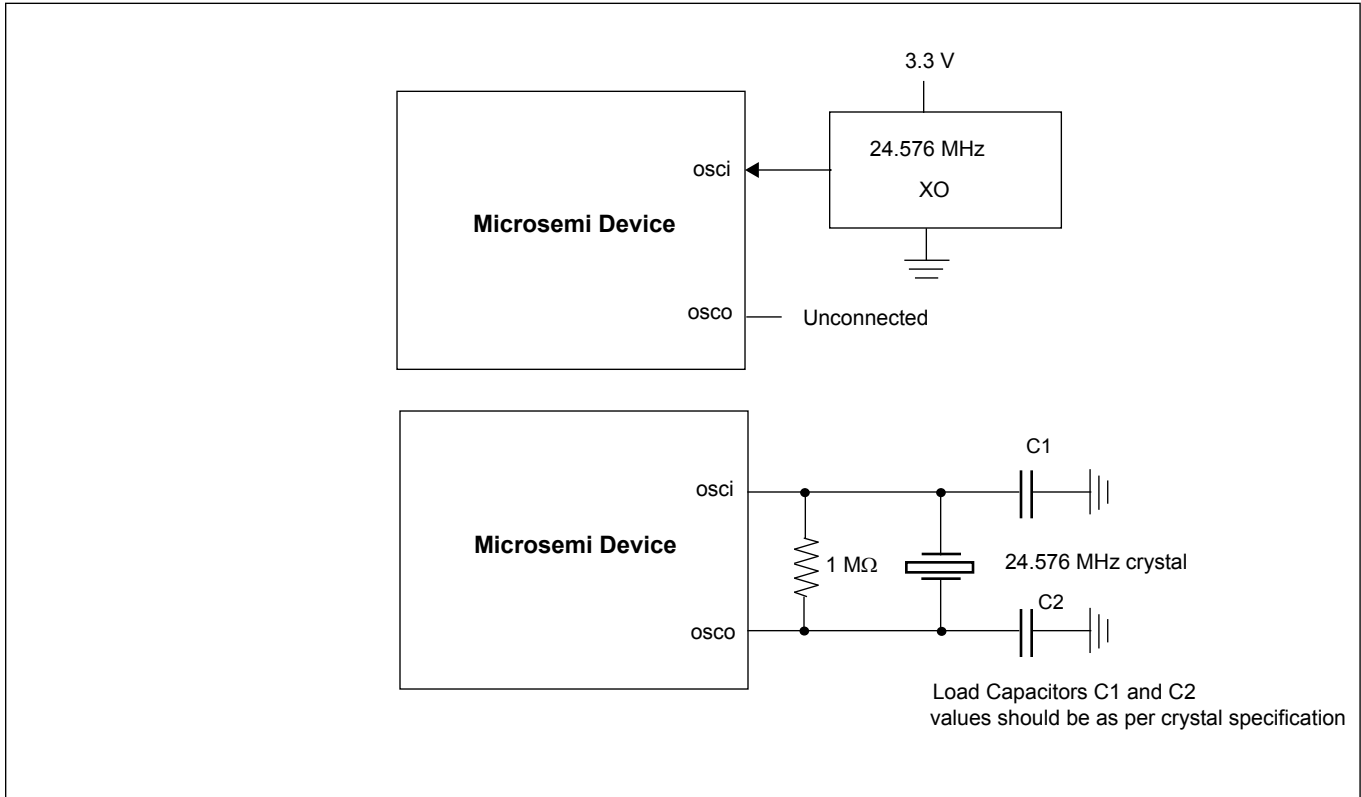 3.3 V
24.576 MHz
XO
osci
Microsemi Device
osco
Unconnected
C1
osci
Microsemi Device
1 MΩ
24.576 MHz crystal
C2
osco
Load Capacitors C1 and C2
values should be as per crystal specification